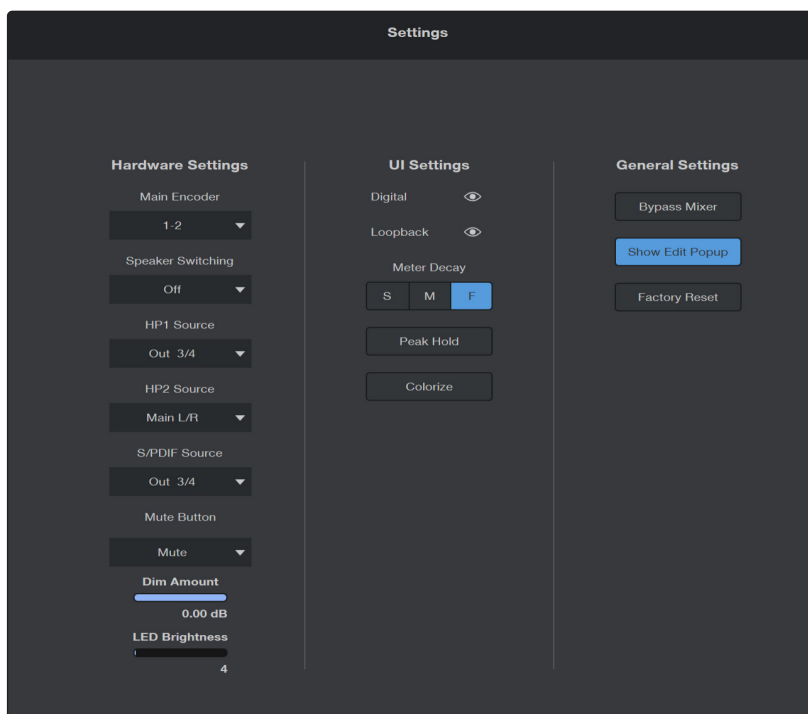 Settings
Hardware Settings
Main Encoder
1-2
Speaker Switching
Off
HP1 Source
Out 3/4
HP2 Source
Main L/R
S/PDIF Source
Out 3/4
Mute Button
Mute
Dim Amount
0.00 dB
LED Brightness
4
UI Settings
Digital
Loopback
Meter Decay
S M F
Peak Hold
Colorize
General Settings
Bypass Mixer
Show Edit Popup
Factory Reset